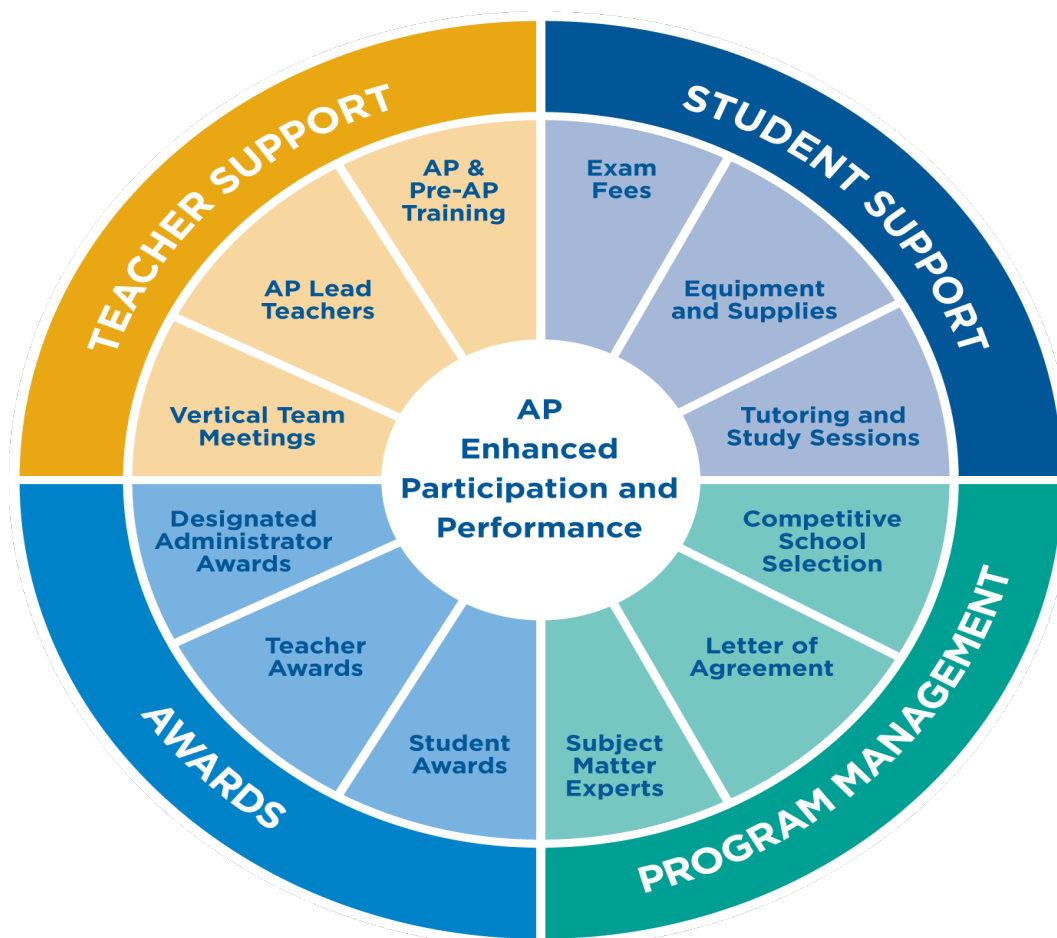 TEACHER SUPPORT
STUDENT SUPPORT
AP &
Pre-AP
Training
Exam
Fees
AP Lead
Teachers
Equipment
and Supplies
Vertical Team
Meetings
Tutoring and
Study Sessions
AP
Enhanced
Participation and
Performance
Designated
Administrator
Awards
Competitive
School
Selection
Teacher
Awards
Letter of
Agreement
Student
Awards
Subject
Matter
Experts
AWARDS
PROGRAM MANAGEMENT